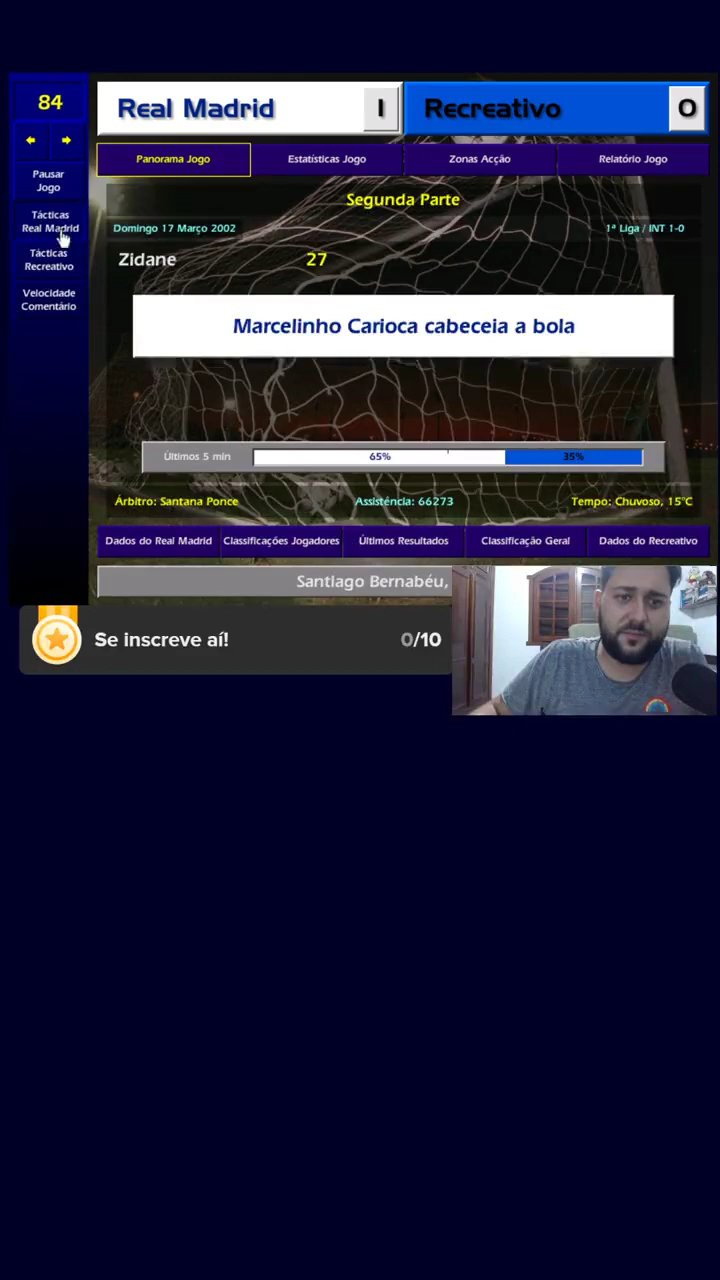 84
Real Madrid 1 Recreativo 0
Pausar
Jogo
Tácticas
Real Madrid
Tácticas
Recreativo
Velocidade
Comentário
Panorama Jogo Estatísticas Jogo Zonas Acção Relatório Jogo
Segunda Parte
Domingo 17 Março 2002 1ª Liga / INT 1-0
Zidane 27
Marcelinho Carioca cabeceia a bola
Últimos 5 min 65% 35%
Árbitro: Santana Ponce Assistência: 66273 Tempo: Chuvoso, 15°C
Dados do Real Madrid Classificações Jogadores Últimos Resultados Classificação Geral Dados do Recreativo
Santiago Bernabéu,
Se inscreve aí! 0/10